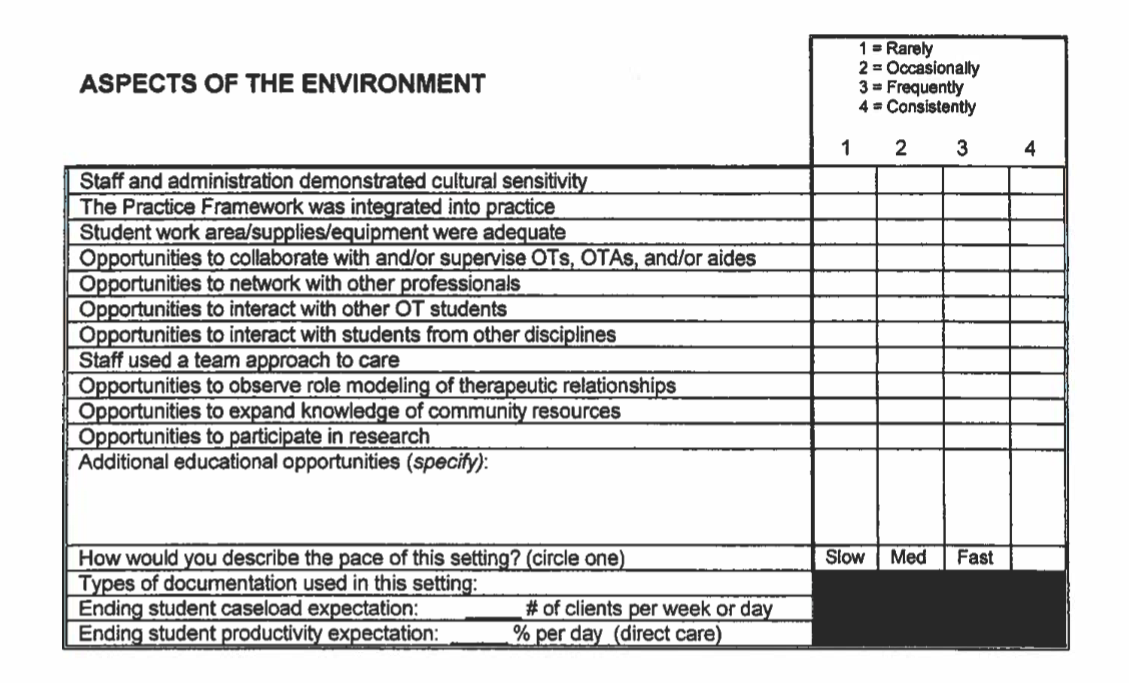 ASPECTS OF THE ENVIRONMENT
1 = Rarely
2 = Occasionally
3 = Frequently
4 = Consistently
1 2 3 4
Staff and administration demonstrated cultural sensitivity
The Practice Framework was integrated into practice
Student work area/supplies/equipment were adequate
Opportunities to collaborate with and/or supervise OTs, OTAs, and/or aides
Opportunities to network with other professionals
Opportunities to interact with other OT students
Opportunities to interact with students from other disciplines
Staff used a team approach to care
Opportunities to observe role modeling of therapeutic relationships
Opportunities to expand knowledge of community resources
Opportunities to participate in research
Additional educational opportunities (specify):
How would you describe the pace of this setting? (circle one) Slow Med Fast
Types of documentation used in this setting:
Ending student caseload expectation: _____ # of clients per week or day
Ending student productivity expectation: _____ % per day (direct care)